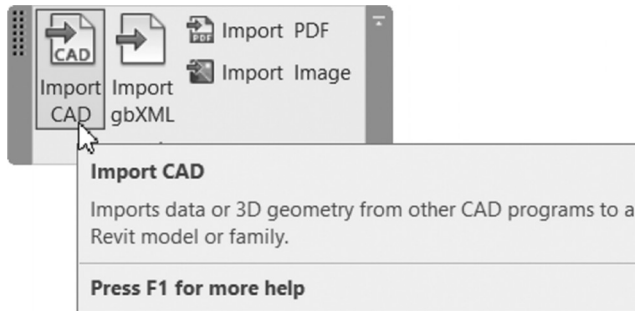 CAD
Import
CAD
Import
gbXML
PDF
Import PDF
Import Image
Import CAD
Imports data or 3D geometry from other CAD programs to a
Revit model or family.
Press F1 for more help